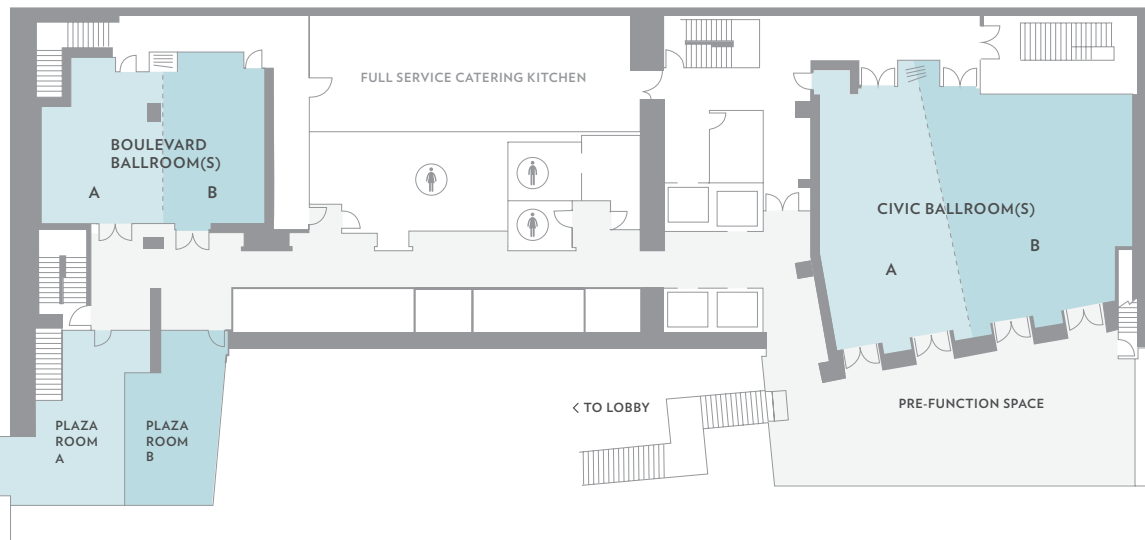 FULL SERVICE CATERING KITCHEN
BOULEVARD
BALLROOM(S)
A
B
CIVIC BALLROOM(S)
A
B
< TO LOBBY
PRE-FUNCTION SPACE
PLAZA
ROOM
A
PLAZA
ROOM
B